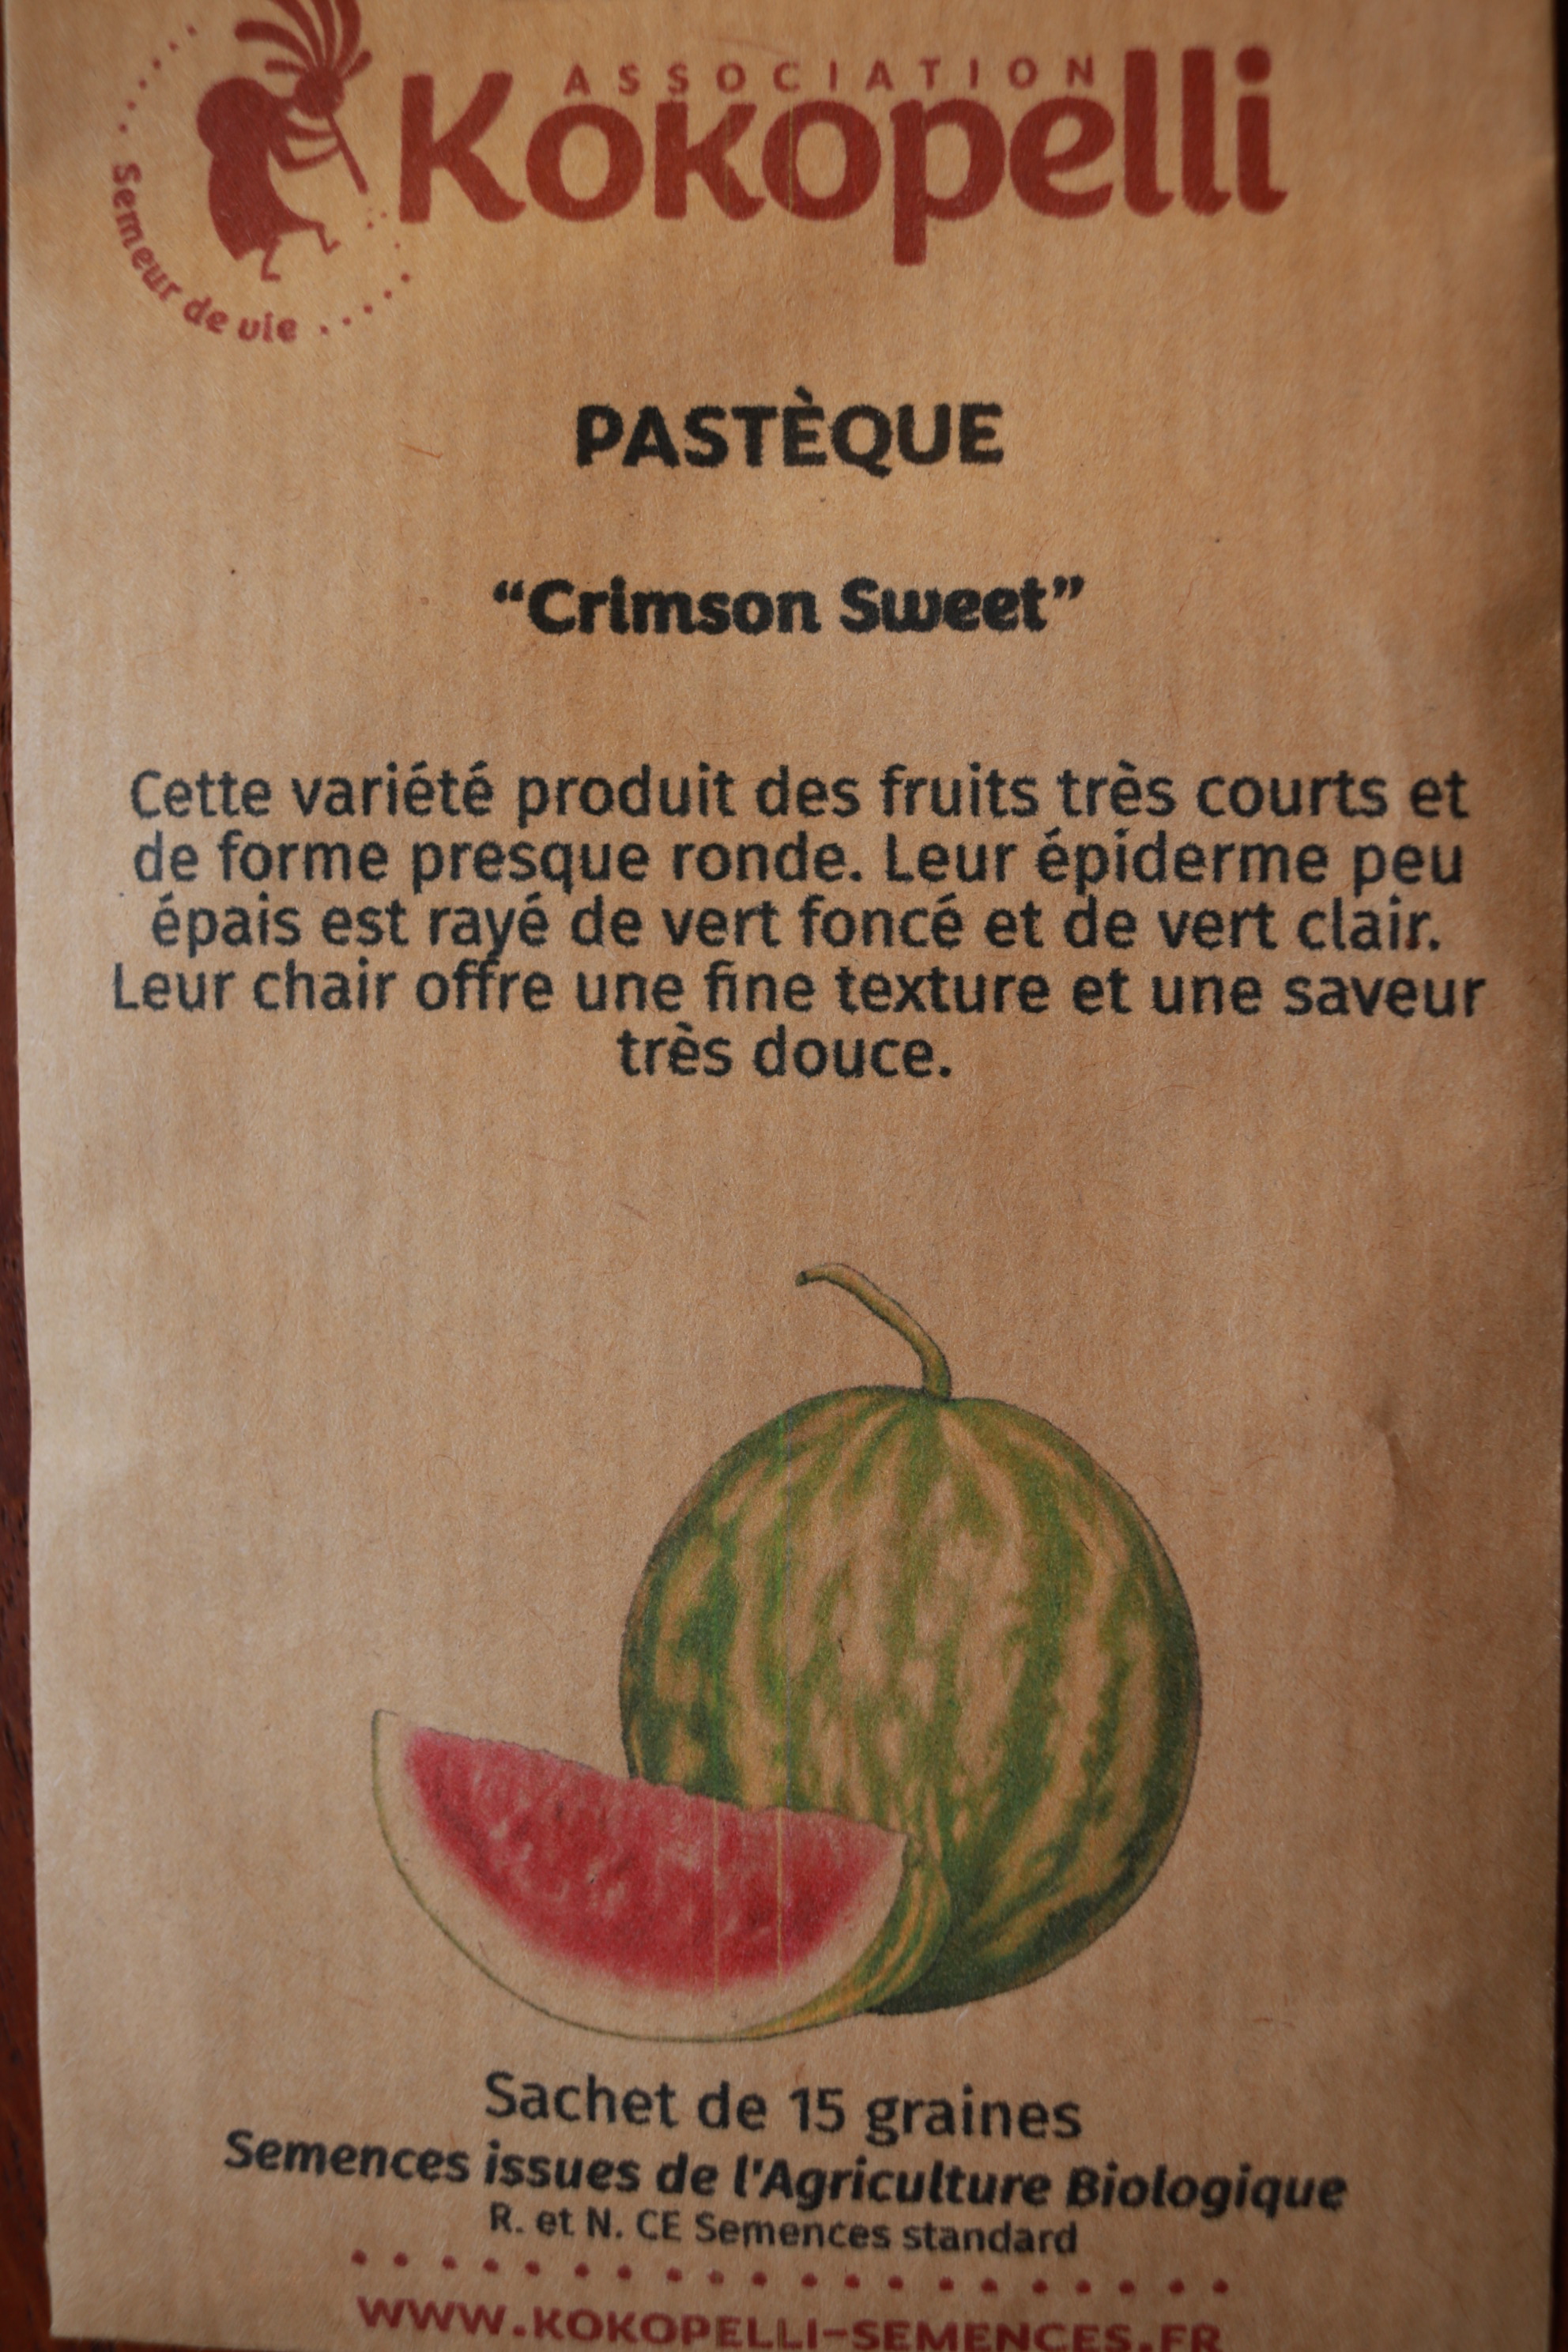 ASSOCIATION
Kokopelli
Semeur de vie
PASTÈQUE
“Crimson Sweet”
Cette variété produit des fruits très courts et
de forme presque ronde. Leur épiderme peu
épais est rayé de vert foncé et de vert clair.
Leur chair offre une fine texture et une saveur
très douce.
Sachet de 15 graines
Semences issues de l'Agriculture Biologique
R. et N. CE Semences standard
WWW.KOKOPELLI-SEMENCES.FR